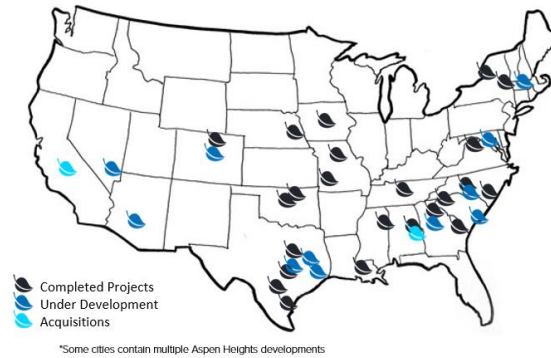 Completed Projects
Under Development
Acquisitions
"Some cities contain multiple Aspen Heights developments